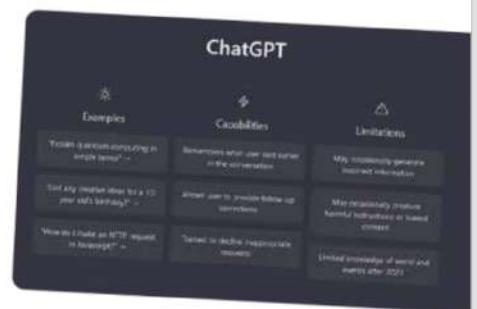 ChatGPT
Examples
"Explain quantum computing in
simple terms" →
"Got any creative ideas for a 10
year old's birthday?" →
"How do I make an HTTP request
in Javascript?" →
Capabilities
Remembers what user said earlier
in the conversation
Allows user to provide follow-up
corrections
Trained to decline inappropriate
requests
Limitations
May occasionally generate
incorrect information
May occasionally produce
harmful instructions or biased
content
Limited knowledge of world and
events after 2021